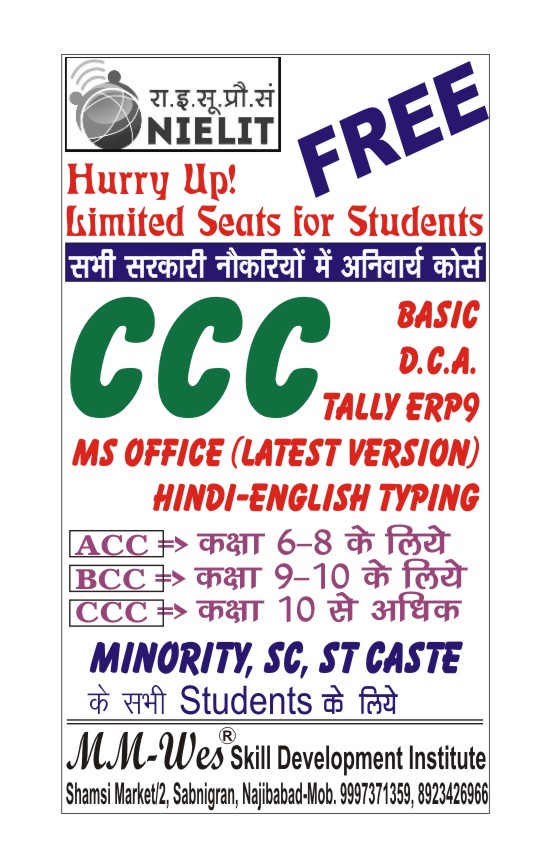 रा.इ.सू.प्रौ.सं
NIELIT
FREE
Hurry Up!
Limited Seats for Students
सभी सरकारी नौकरियों में अनिवार्य कोर्स
CCC
BASIC
D.C.A.
TALLY ERP9
MS OFFICE (LATEST VERSION)
HINDI-ENGLISH TYPING
ACC => कक्षा 6–8 के लिये
BCC => कक्षा 9–10 के लिये
CCC => कक्षा 10 से अधिक
MINORITY, SC, ST CASTE
के सभी Students के लिये
MM-Wes® Skill Development Institute
Shamsi Market/2, Sabnigran, Najibabad-Mob. 9997371359, 8923426966